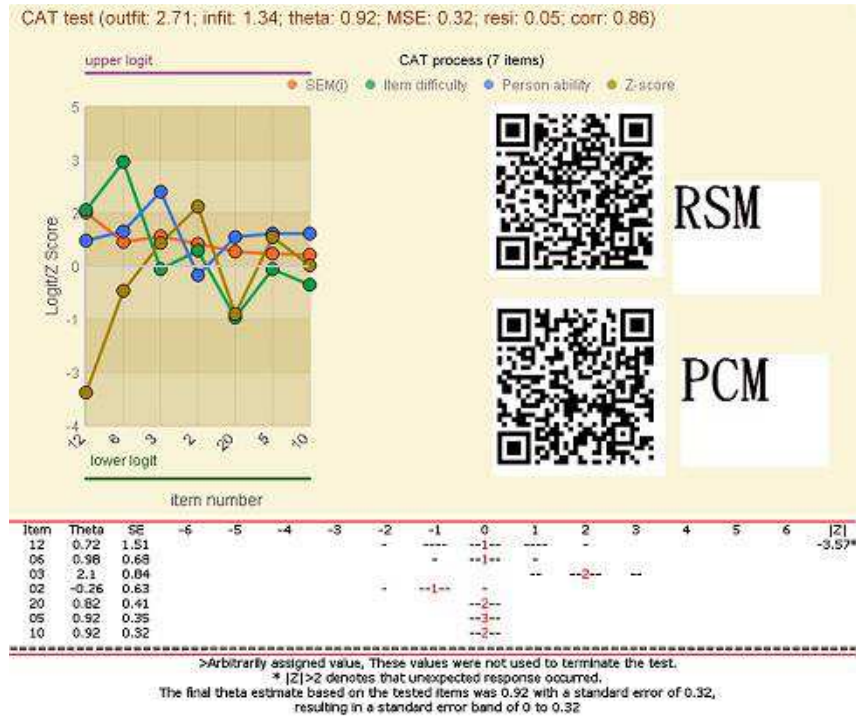 CAT test (outfit: 2.71; infit: 1.34; theta: 0.92; MSE: 0.32; resi: 0.05; corr: 0.86)
upper logit
CAT process (7 items)
SEM(i) Item difficulty Person ability Z-score
5
3
2
0
-1
-3
-4
Logit/Z Score
12 6 3 2 20 5 10
lower logit
item number
RSM
PCM
Item Theta SE -6 -5 -4 -3 -2 -1 0 1 2 3 4 5 6 |Z|
12 0.72 1.51 - ---- --1-- ---- - -3.57*
06 0.98 0.68 - --1-- -
03 2.1 0.84 -- --2-- --
02 -0.26 0.63 - --1-- -
20 0.82 0.41 --2--
05 0.92 0.35 --3--
10 0.92 0.32 --2--
>Arbitrarily assigned value, These values were not used to terminate the test.
* |Z|>2 denotes that unexpected response occurred.
The final theta estimate based on the tested items was 0.92 with a standard error of 0.32,
resulting in a standard error band of 0 to 0.32